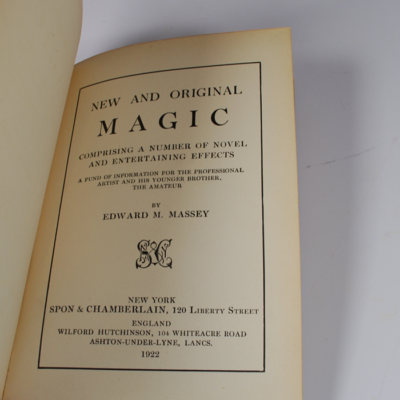 NEW AND ORIGINAL
MAGIC
COMPRISING A NUMBER OF NOVEL
AND ENTERTAINING EFFECTS
A FUND OF INFORMATION FOR THE PROFESSIONAL
ARTIST AND HIS YOUNGER BROTHER,
THE AMATEUR
BY
EDWARD M. MASSEY
NEW YORK
SPON & CHAMBERLAIN, 120 LIBERTY STREET
ENGLAND
WILFORD HUTCHINSON, 104 WHITEACRE ROAD
ASHTON-UNDER-LYNE, LANCS.
1922